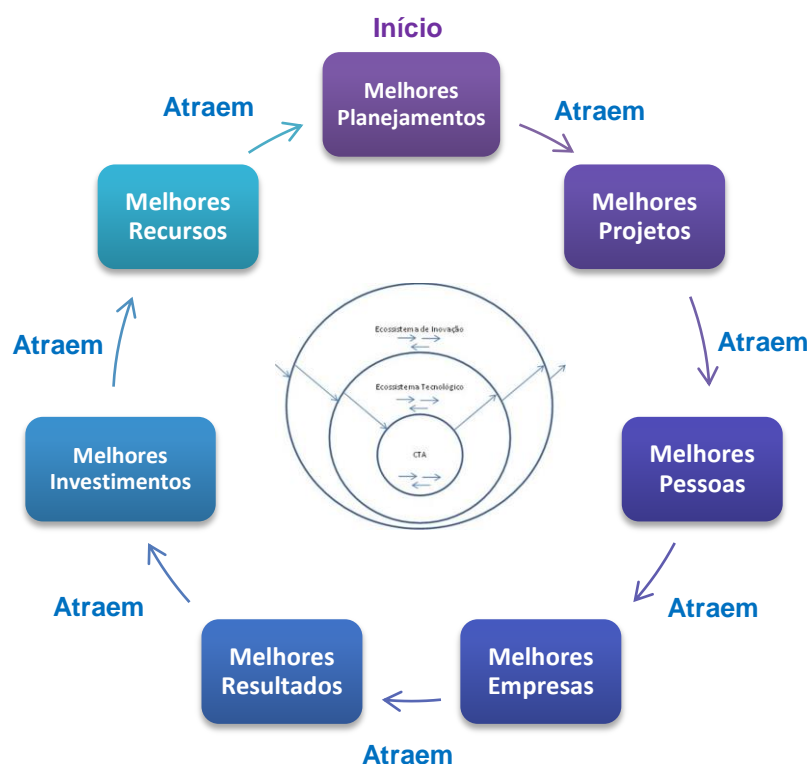 Início
Melhores
Planejamentos
Atraem
Melhores
Projetos
Atraem
Melhores
Pessoas
Atraem
Melhores
Empresas
Atraem
Melhores
Resultados
Atraem
Melhores
Investimentos
Atraem
Melhores
Recursos
Atraem
Ecossistema de Inovação
Ecossistema Tecnológico
CTA